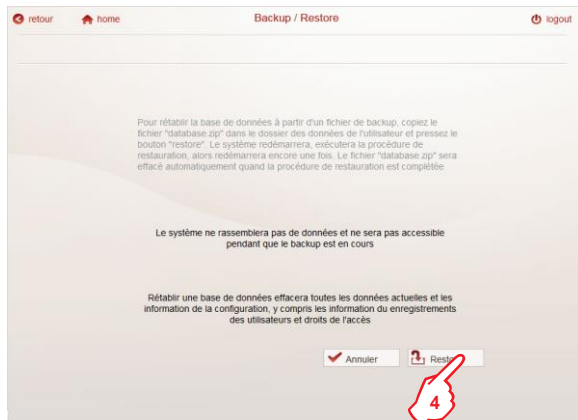 retour home Backup / Restore logout
Pour rétablir la base de données à partir d'un fichier de backup, copiez le
fichier "database.zip" dans le dossier des données de l'utilisateur et pressez le
bouton "restore". Le système redémarrera, exécutera la procédure de
restauration, alors redémarrera encore une fois. Le fichier "database.zip" sera
effacé automatiquement quand la procédure de restauration est complétée
Le système ne rassemblera pas de données et ne sera pas accessible
pendant que le backup est en cours
Rétablir une base de données effacera toutes les données actuelles et les
information de la configuration, y compris les information du enregistrements
des utilisateurs et droits de l'accès
Annuler Resto
4